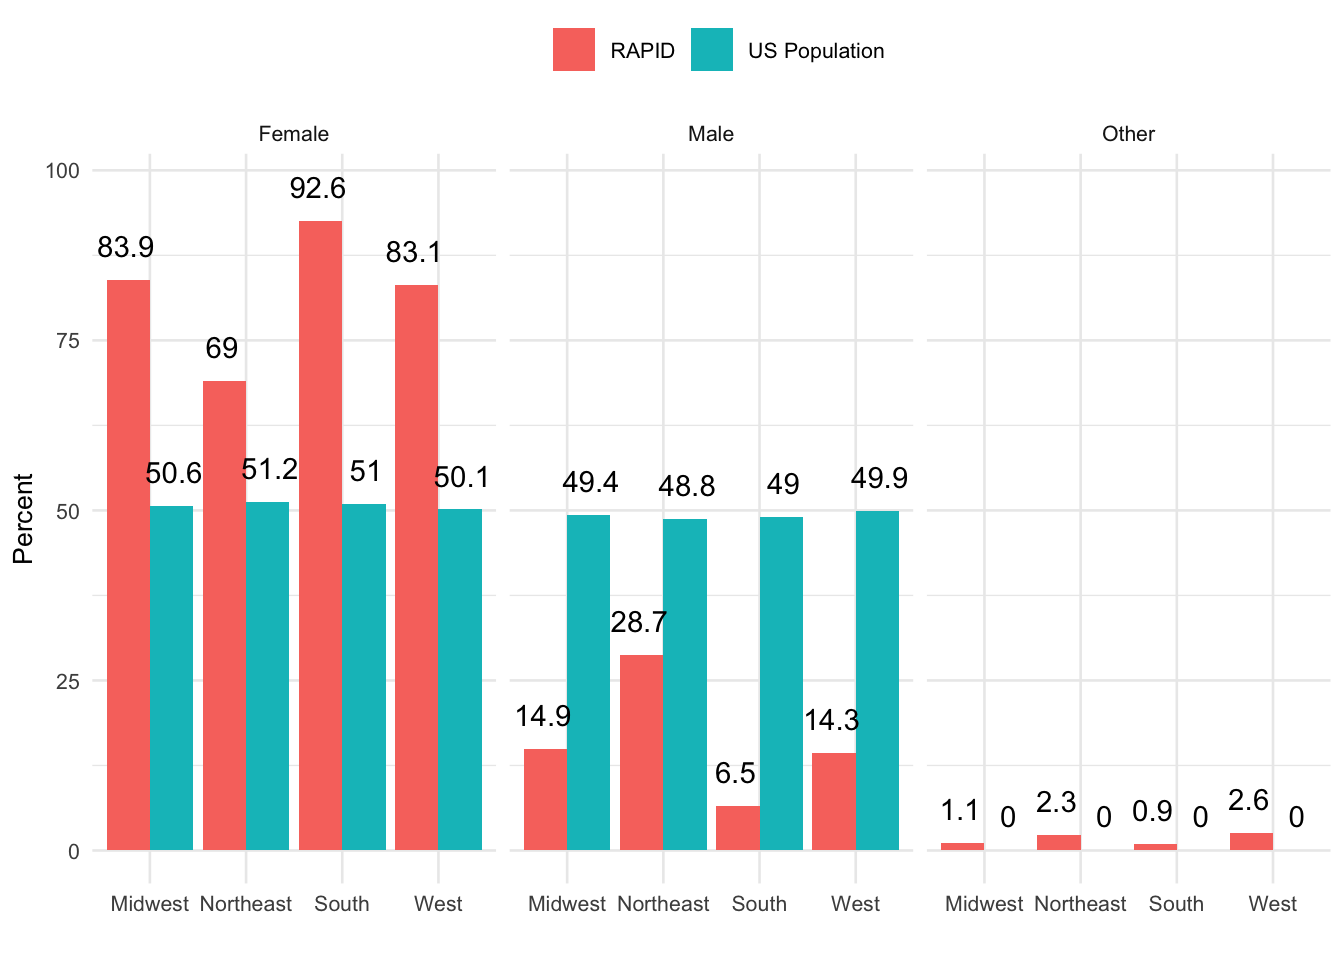 RAPID US Population
Female Male Other
100
92.6
83.9
83.1
75
69
50.6 51.2 51 50.1
49.4 48.8 49 49.9
50
Percent
28.7
25
14.9 14.3
6.5
1.1 0 2.3 0 0.9 0 2.6 0
0
Midwest Northeast South West Midwest Northeast South West Midwest Northeast South West